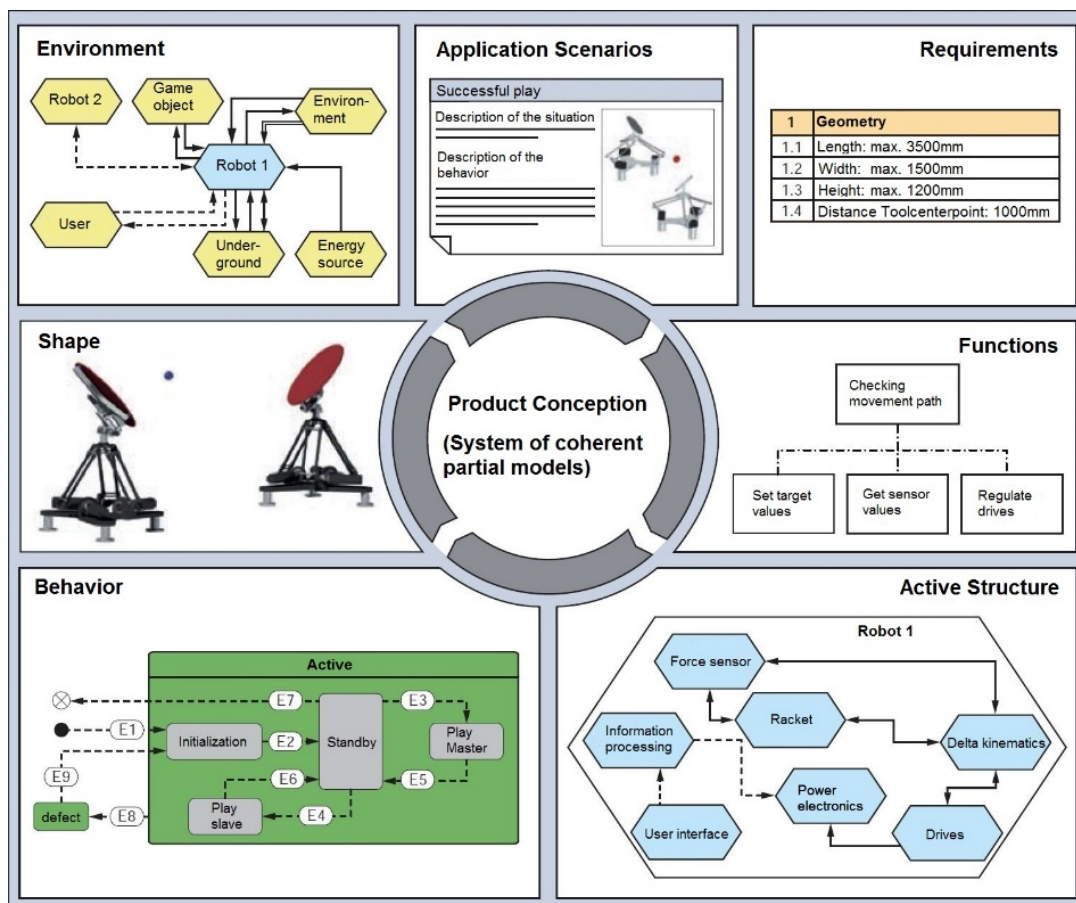 Environment
Robot 2
Game
object
Environ-
ment
Robot 1
User
Under-
ground
Energy
source
Application Scenarios
Successful play
Description of the situation
Description of the
behavior
Requirements
1 Geometry
1.1 Length: max. 3500mm
1.2 Width: max. 1500mm
1.3 Height: max. 1200mm
1.4 Distance Toolcenterpoint: 1000mm
Shape
Product Conception
(System of coherent
partial models)
Functions
Checking
movement path
Set target
values
Get sensor
values
Regulate
drives
Behavior
Active
E7
E3
E1
Initialization
E2
Standby
Play
Master
E9
E6
E5
defect
E8
Play
slave
E4
Active Structure
Robot 1
Force sensor
Racket
Information
processing
Delta kinematics
Power
electronics
User interface
Drives